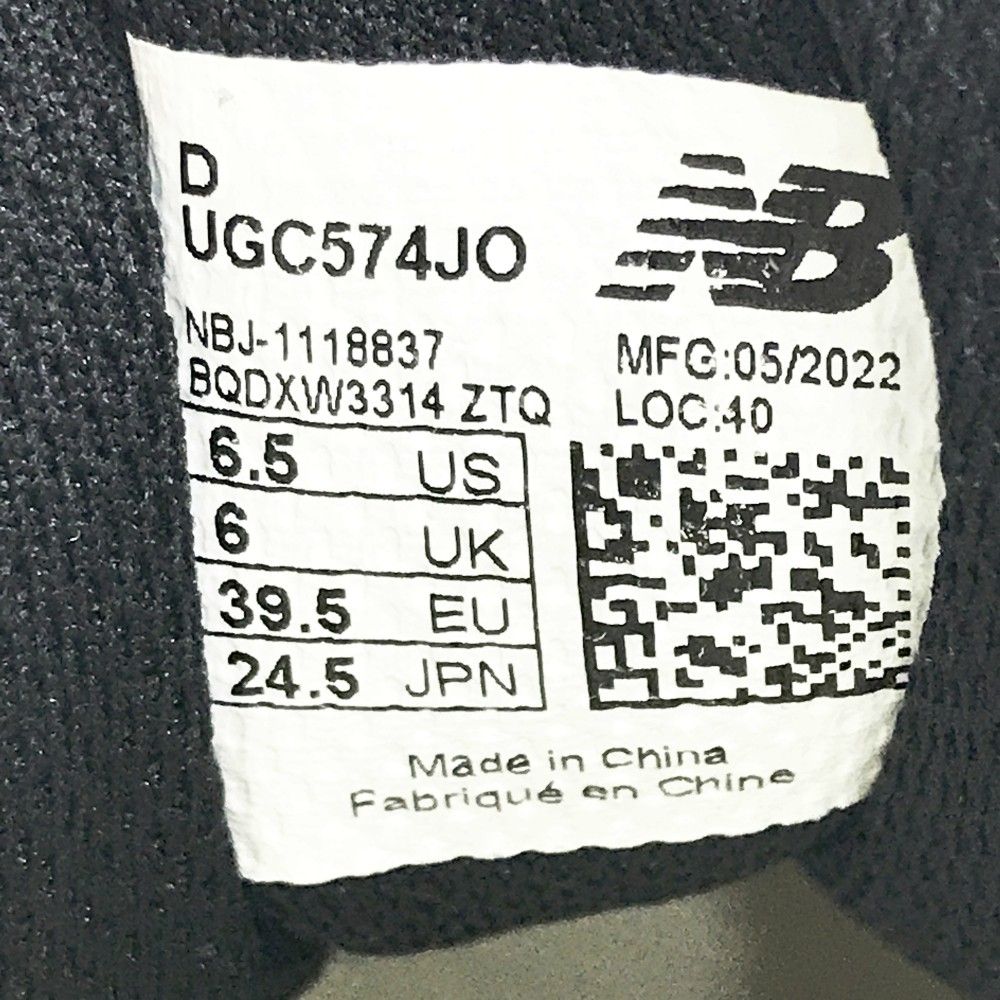 D
UGC574JO
NB
NBJ-1118837
BQDXW3314 ZTQ
MFG:05/2022
LOC:40
6.5 US
6 UK
39.5 EU
24.5 JPN
Made in China
Fabriqué en Chine